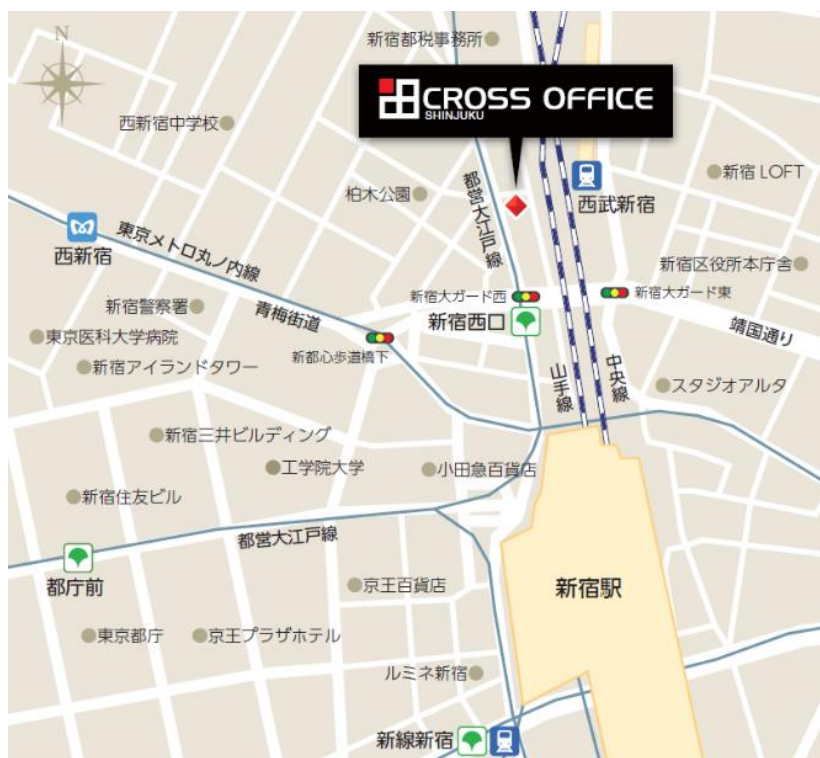 N
新宿都税事務所
CROSS OFFICE
SHINJUKU
西新宿中学校
新宿LOFT
柏木公園
都営大江戸線
西武新宿
西新宿
東京メトロ丸ノ内線
新宿区役所本庁舎
新宿大ガード西
新宿大ガード東
新宿警察署
青梅街道
新宿西口
靖国通り
東京医科大学病院
新都心歩道橋下
新宿アイランドタワー
山手線
中央線
スタジオアルタ
新宿三井ビルディング
工学院大学
小田急百貨店
新宿住友ビル
都営大江戸線
都庁前
京王百貨店
新宿駅
東京都庁
京王プラザホテル
ルミネ新宿
新線新宿